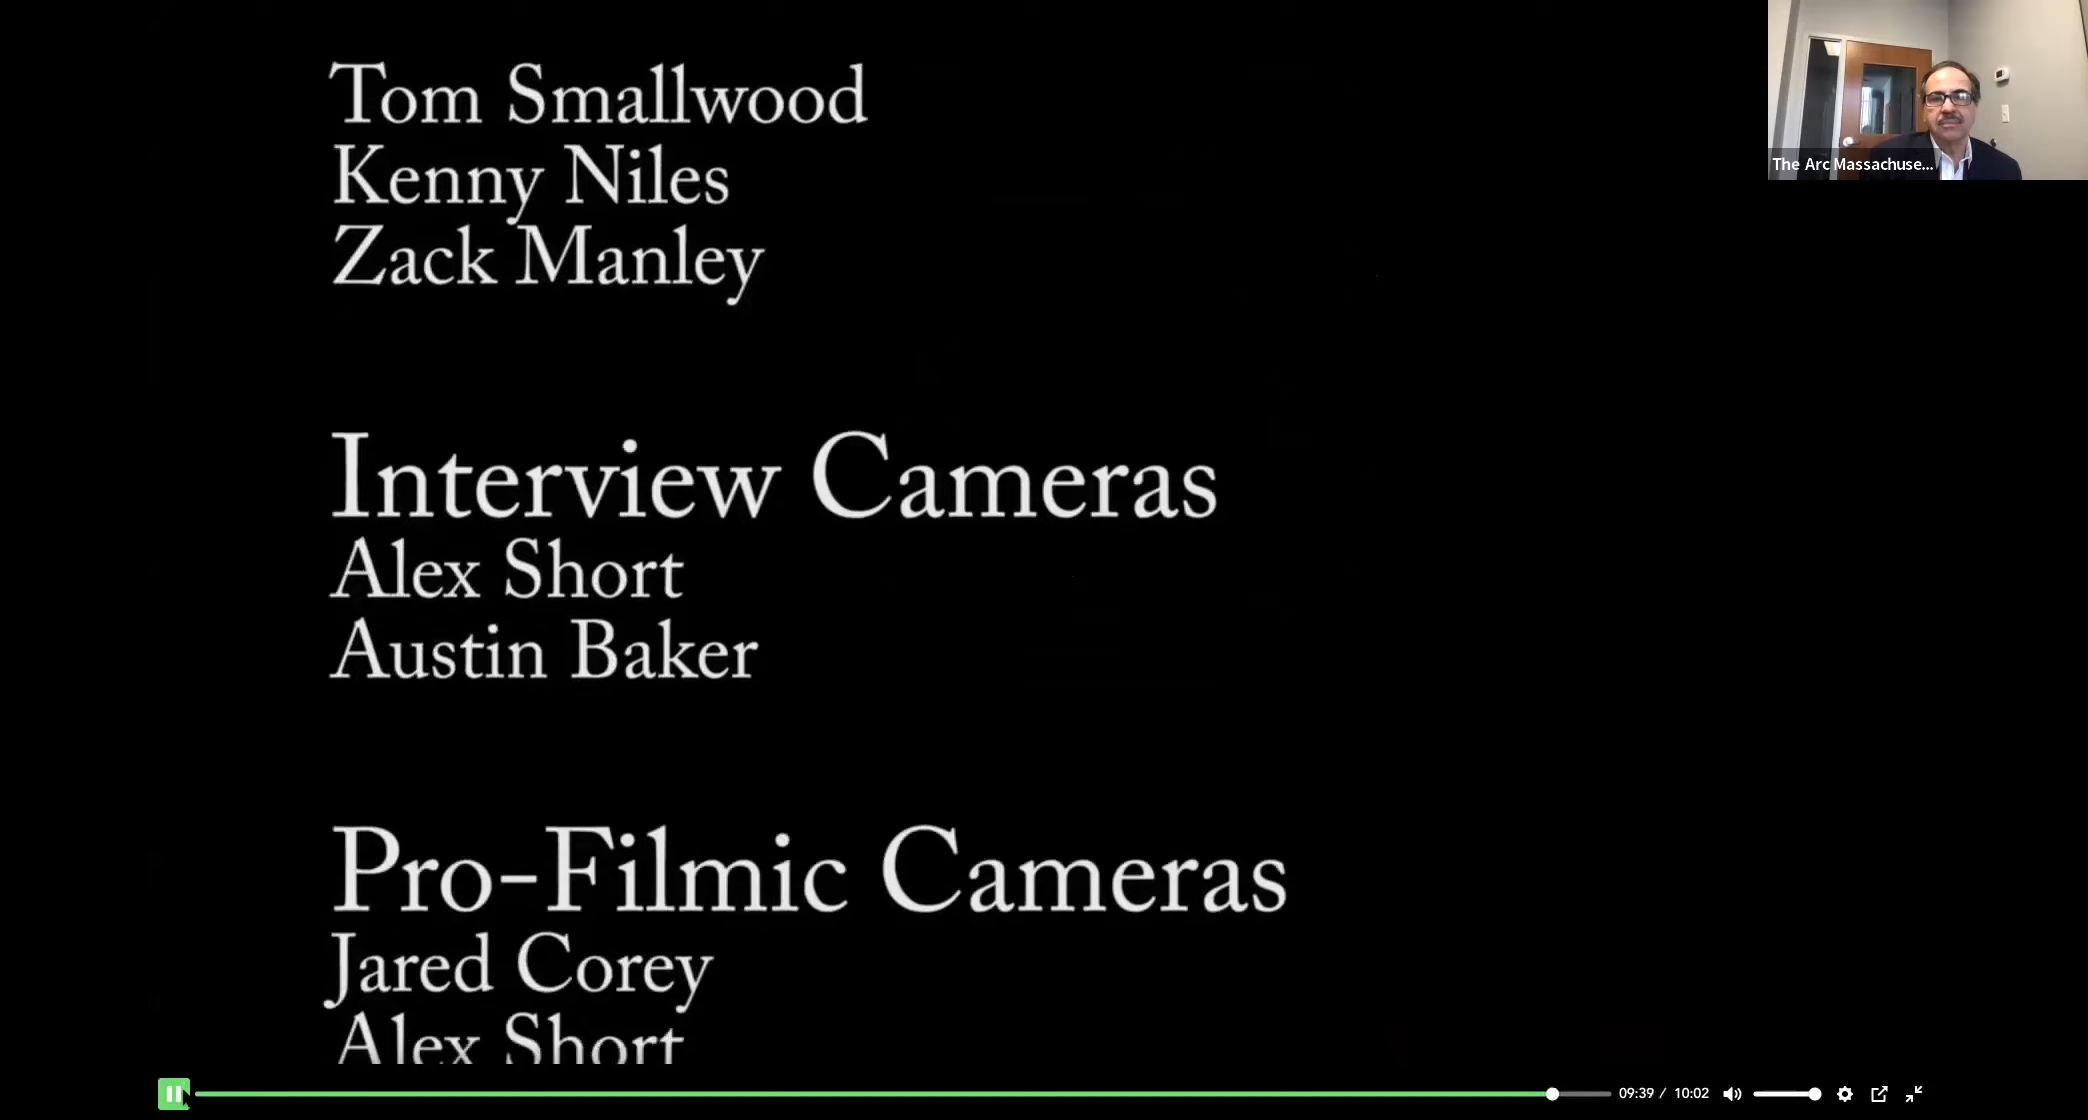 Tom Smallwood
Kenny Niles
Zack Manley
Interview Cameras
Alex Short
Austin Baker
Pro-Filmic Cameras
Jared Corey
Alex Short
The Arc Massachuse...
09:39 / 10:02